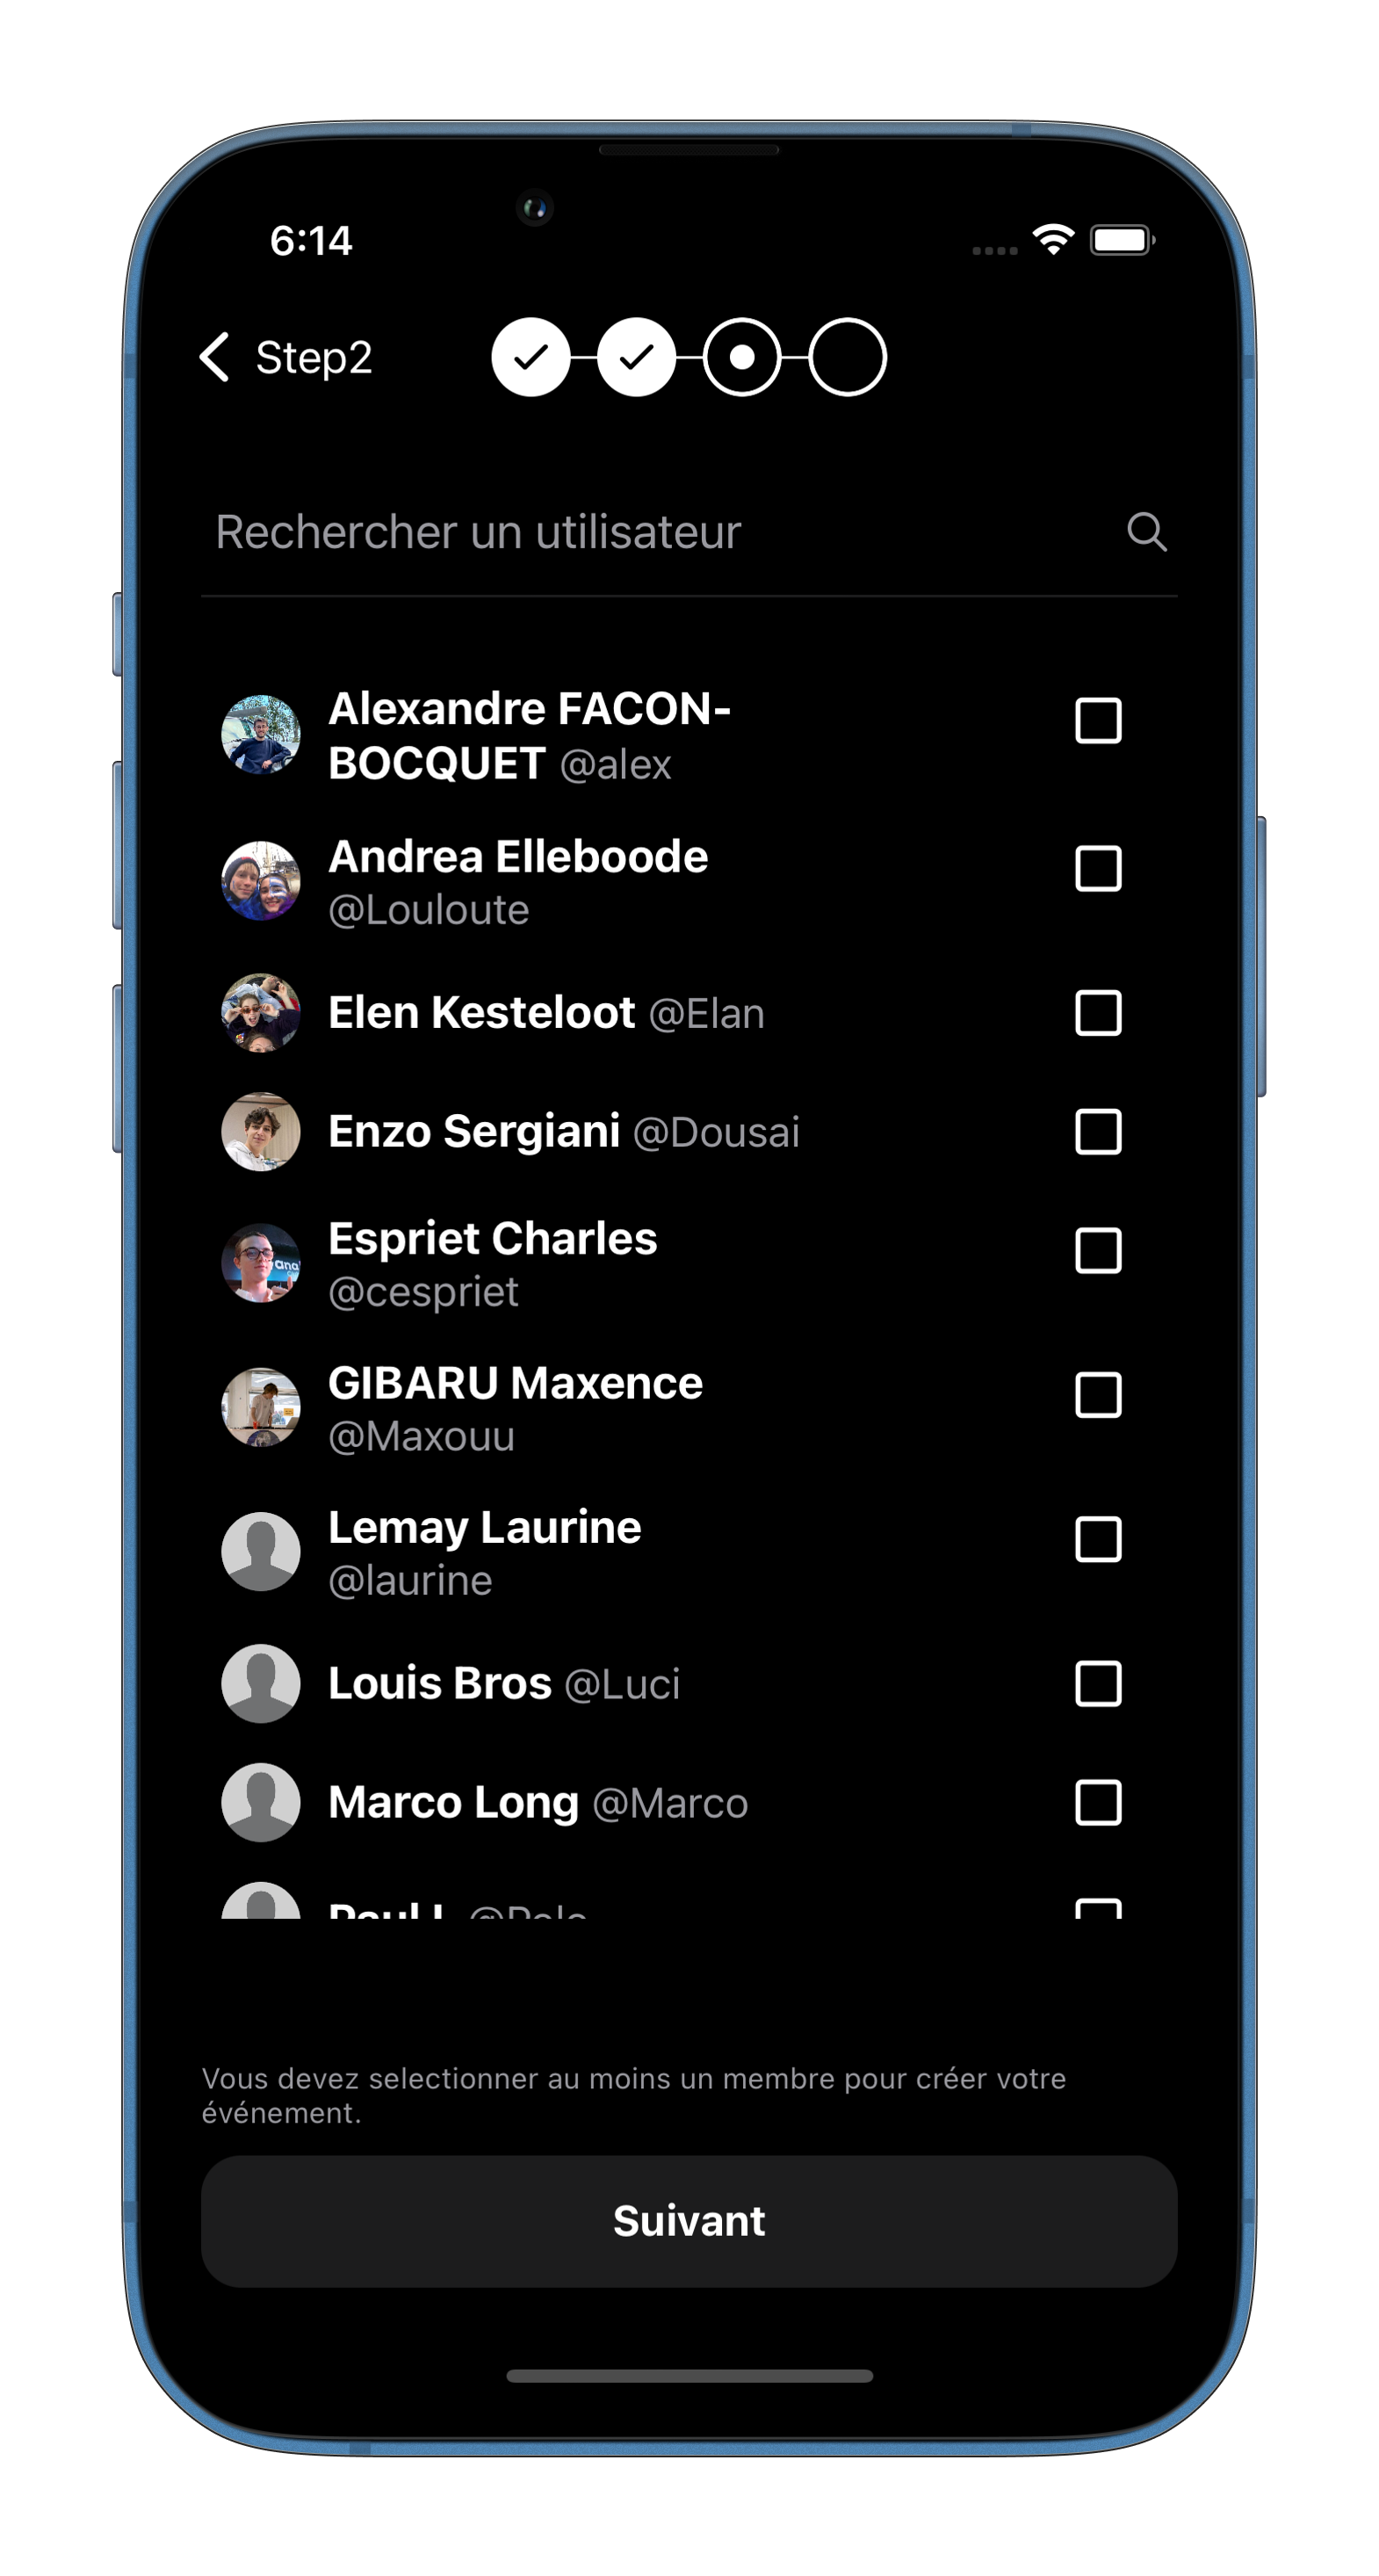 6:14
Step2
Rechercher un utilisateur
Alexandre FACON-
BOCQUET @alex
Andrea Elleboode
@Louloute
Elen Kesteloot @Elan
Enzo Sergiani @Dousai
Espriet Charles
@cespriet
GIBARU Maxence
@Maxouu
Lemay Laurine
@laurine
Louis Bros @Luci
Marco Long @Marco
Vous devez selectionner au moins un membre pour créer votre
événement.
Suivant